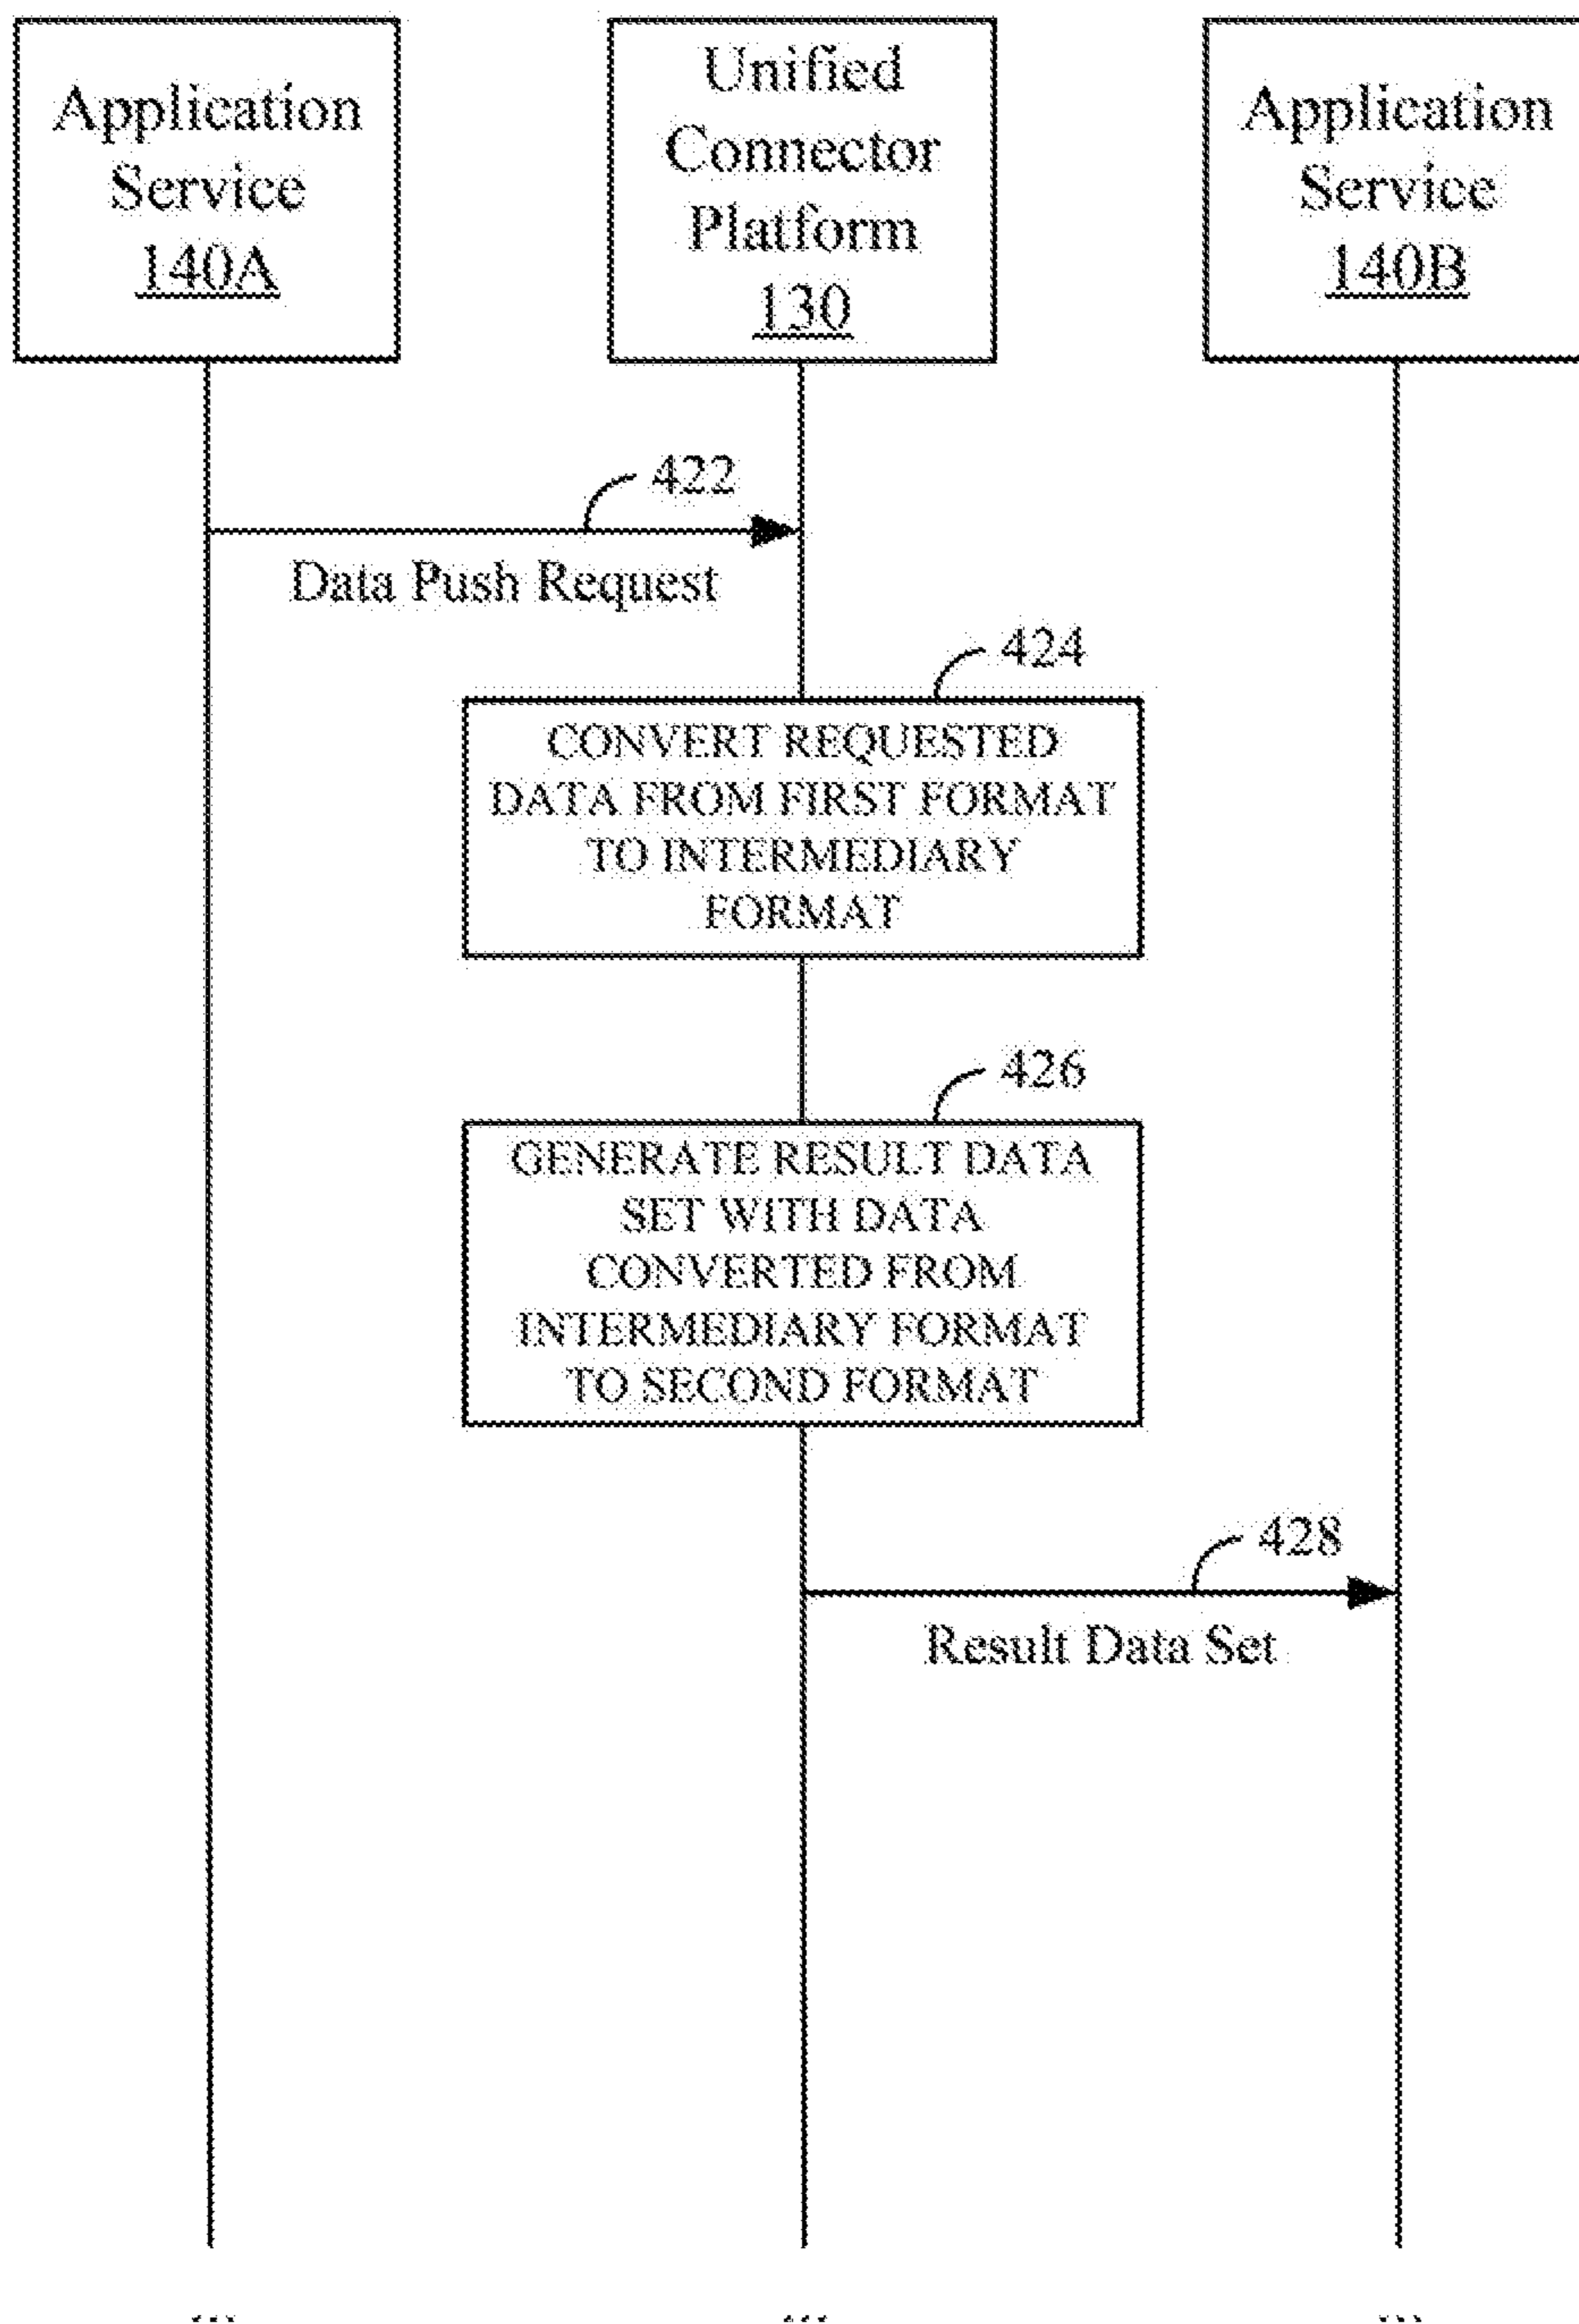 Application
Service
140A
Unified
Connector
Platform
130
Application
Service
140B
422
Data Push Request
424
CONVERT REQUESTED
DATA FROM FIRST FORMAT
TO INTERMEDIARY
FORMAT
426
GENERATE RESULT DATA
SET WITH DATA
CONVERTED FROM
INTERMEDIARY FORMAT
TO SECOND FORMAT
428
Result Data Set